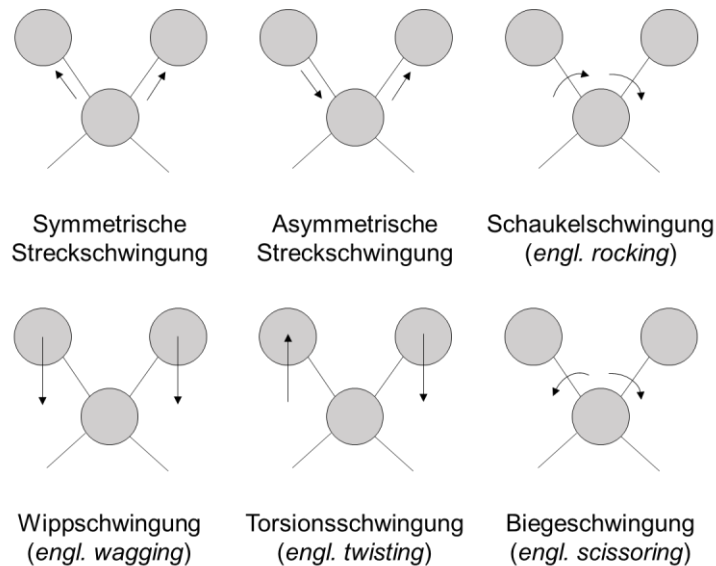 Symmetrische
Streckschwingung
Asymmetrische
Streckschwingung
Schaukelschwingung
(engl. rocking)
Wippschwingung
(engl. wagging)
Torsionsschwingung
(engl. twisting)
Biegeschwingung
(engl. scissoring)